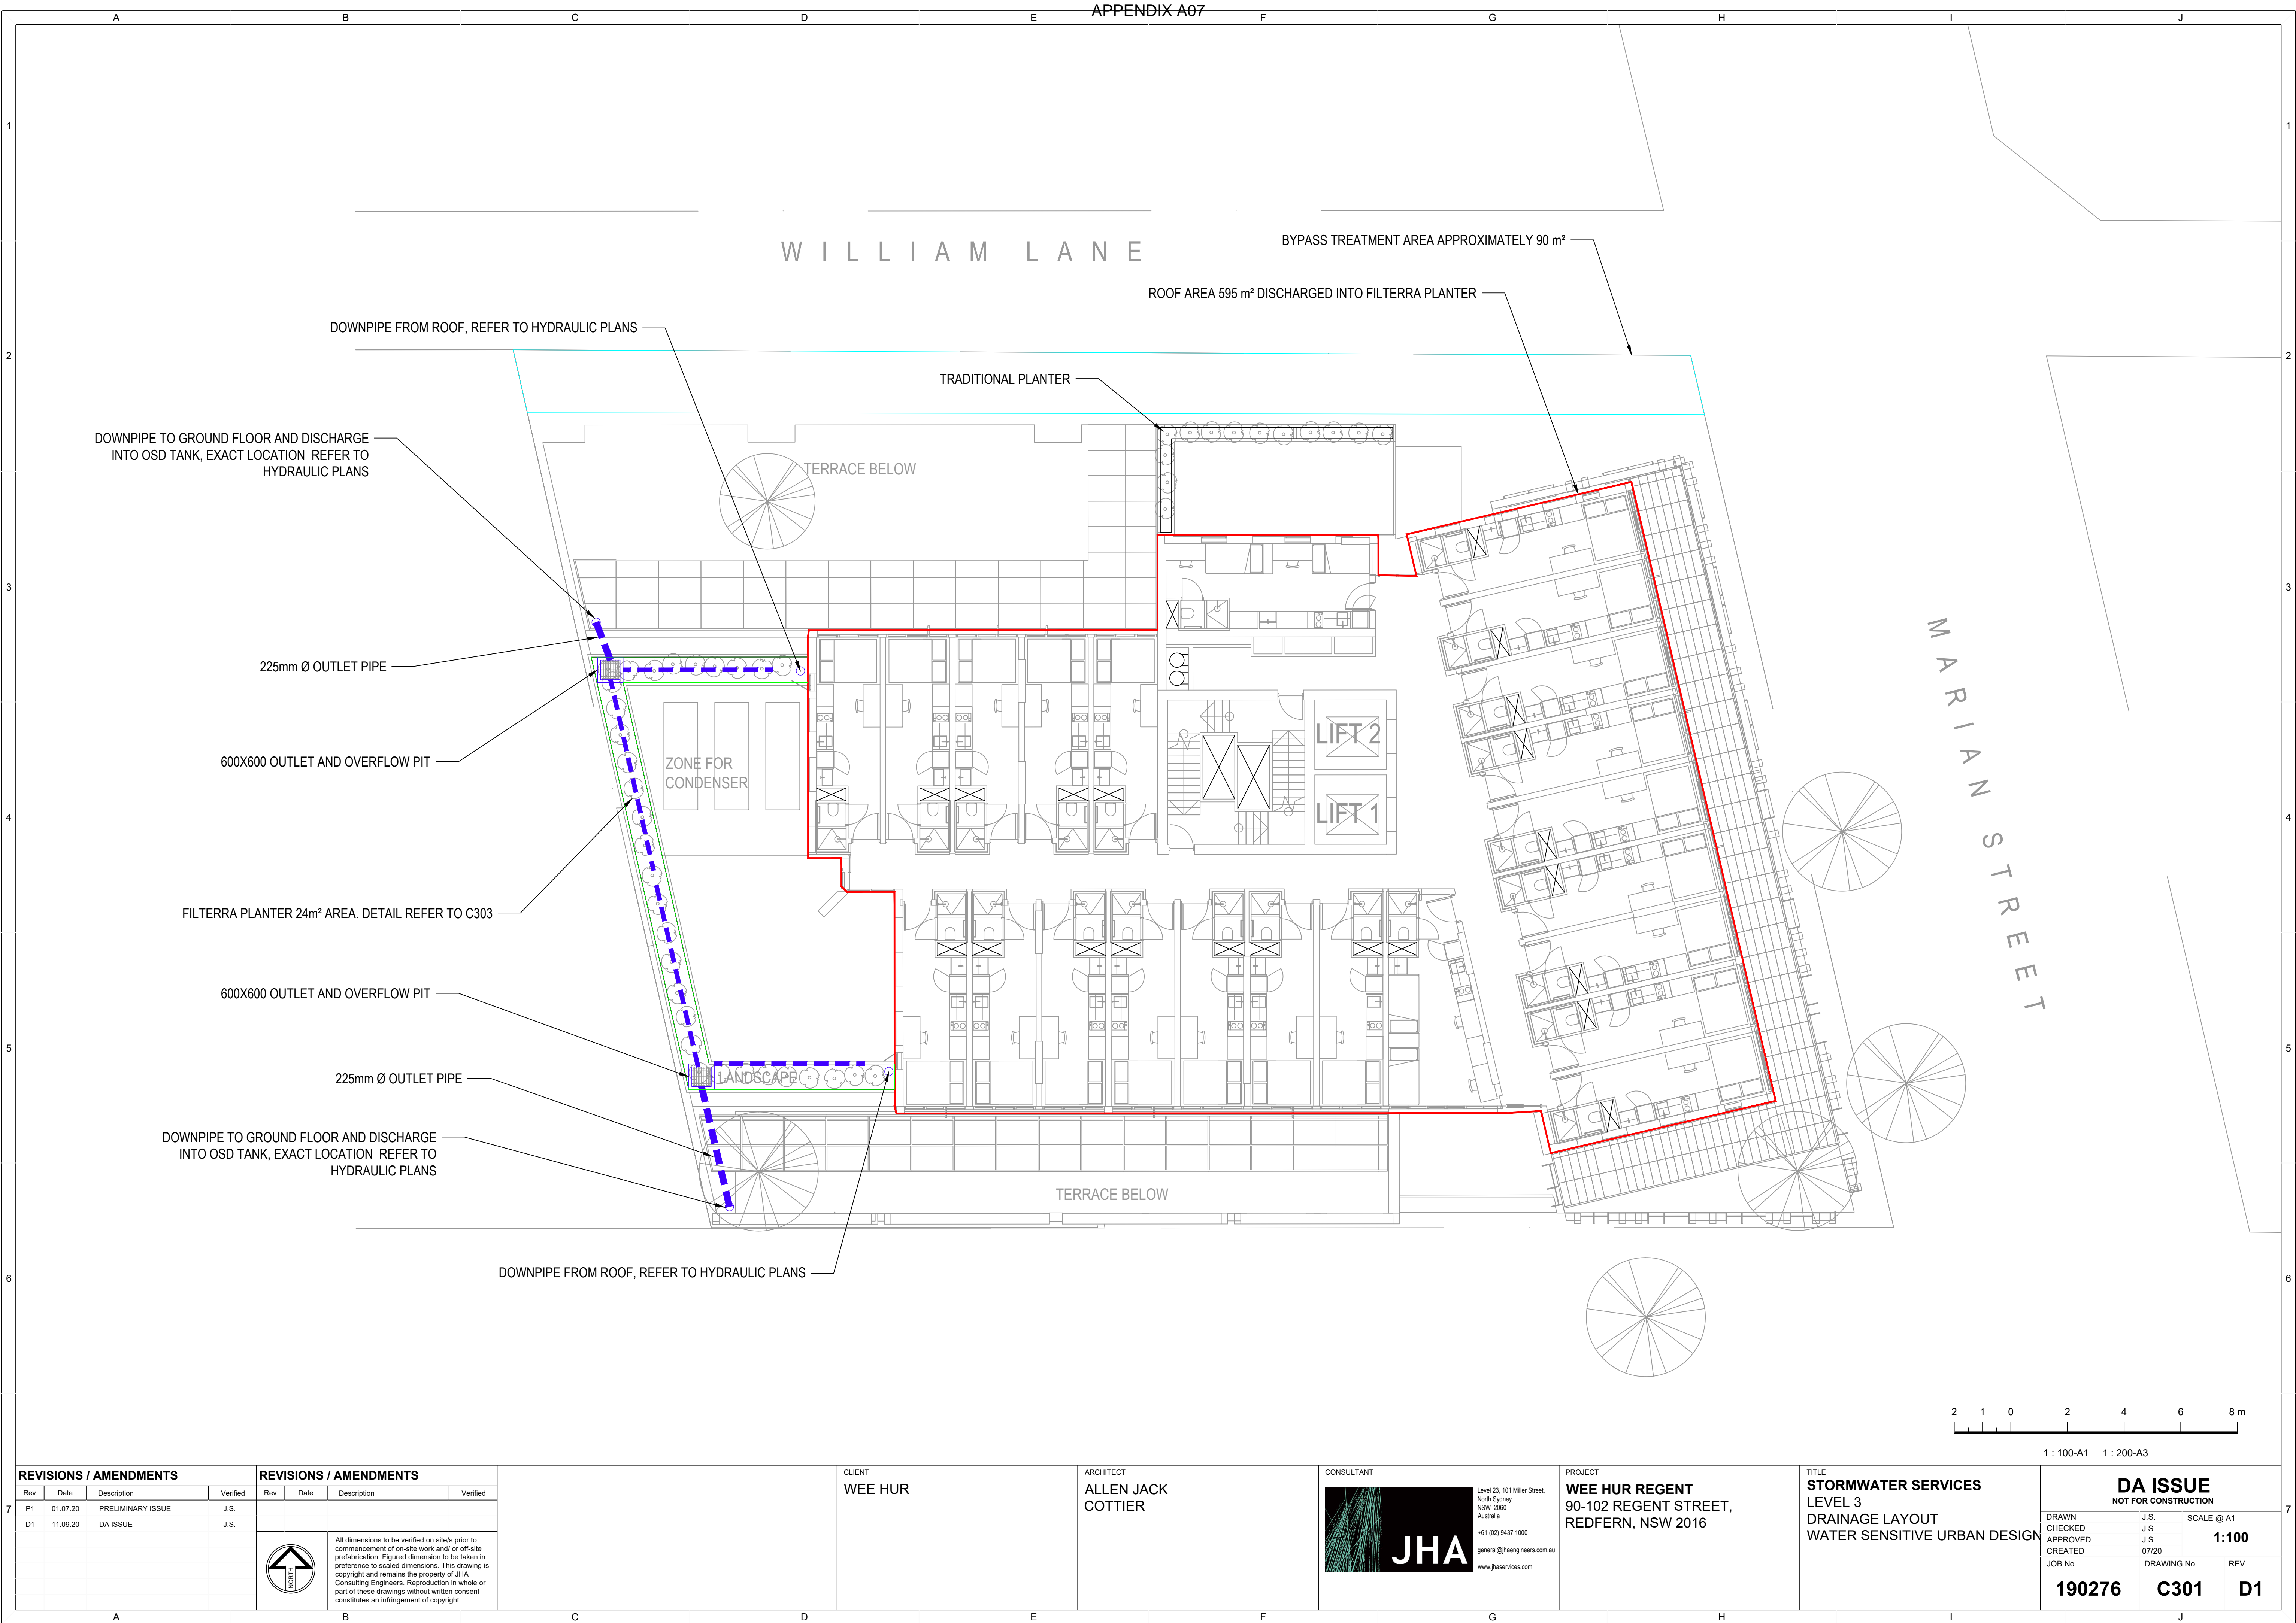 APPENDIX A07
A B C D E F G H I J
1 1
WILLIAM LANE
BYPASS TREATMENT AREA APPROXIMATELY 90 m²
ROOF AREA 595 m² DISCHARGED INTO FILTERRA PLANTER
DOWNPIPE FROM ROOF, REFER TO HYDRAULIC PLANS
2 2
TRADITIONAL PLANTER
DOWNPIPE TO GROUND FLOOR AND DISCHARGE
INTO OSD TANK, EXACT LOCATION REFER TO
HYDRAULIC PLANS
TERRACE BELOW
3 3
MARIAN STREET
225mm Ø OUTLET PIPE
600X600 OUTLET AND OVERFLOW PIT
ZONE FOR
CONDENSER
LIFT 2
LIFT 1
4 4
FILTERRA PLANTER 24m² AREA. DETAIL REFER TO C303
600X600 OUTLET AND OVERFLOW PIT
5 5
LANDSCAPE
225mm Ø OUTLET PIPE
DOWNPIPE TO GROUND FLOOR AND DISCHARGE
INTO OSD TANK, EXACT LOCATION REFER TO
HYDRAULIC PLANS
TERRACE BELOW
DOWNPIPE FROM ROOF, REFER TO HYDRAULIC PLANS
6 6
2 1 0 2 4 6 8 m
1 : 100-A1 1 : 200-A3
7 7
REVISIONS / AMENDMENTS
Rev Date Description Verified
P1 01.07.20 PRELIMINARY ISSUE J.S.
D1 11.09.20 DA ISSUE J.S.
REVISIONS / AMENDMENTS
Rev Date Description Verified
NORTH
All dimensions to be verified on site/s prior to
commencement of on-site work and/ or off-site
prefabrication. Figured dimension to be taken in
preference to scaled dimensions. This drawing is
copyright and remains the property of JHA
Consulting Engineers. Reproduction in whole or
part of these drawings without written consent
constitutes an infringement of copyright.
CLIENT
WEE HUR
ARCHITECT
ALLEN JACK
COTTIER
CONSULTANT
JHA
Level 23, 101 Miller Street,
North Sydney
NSW 2060
Australia
+61 (02) 9437 1000
general@jhaengineers.com.au
www.jhaservices.com
PROJECT
WEE HUR REGENT
90-102 REGENT STREET,
REDFERN, NSW 2016
TITLE
STORMWATER SERVICES
LEVEL 3
DRAINAGE LAYOUT
WATER SENSITIVE URBAN DESIGN
DA ISSUE
NOT FOR CONSTRUCTION
DRAWN J.S. SCALE @ A1
CHECKED J.S.
APPROVED J.S. 1:100
CREATED 07/20
JOB No. DRAWING No. REV
190276 C301 D1
A B C D E F G H I J